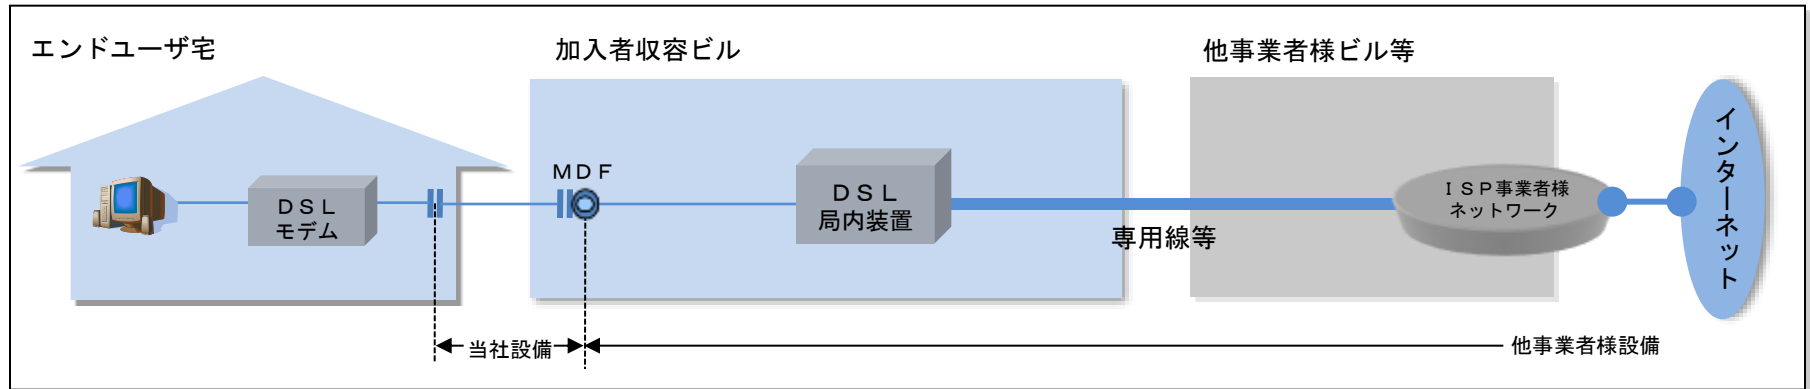 エンドユーザ宅
加入者収容ビル
他事業者様ビル等
ＭＤＦ
ＤＳＬ
モデム
ＤＳＬ
局内装置
専用線等
ＩＳＰ事業者様
ネットワーク
インターネット
当社設備
他事業者様設備